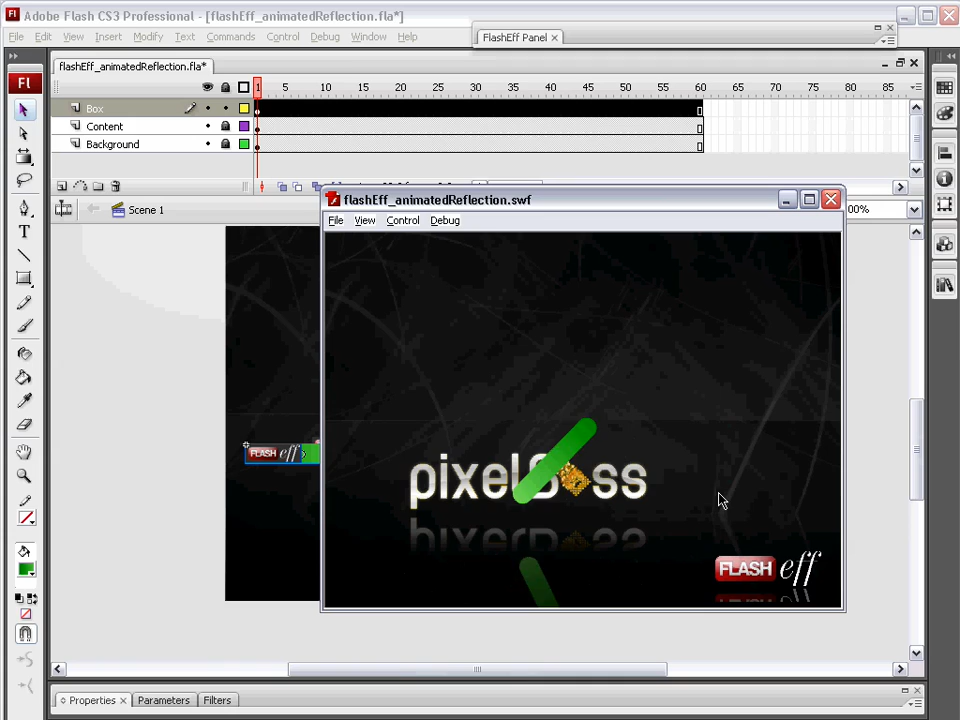 Adobe Flash CS3 Professional - [flashEff_animatedReflection.fla*]
File Edit View Insert Modify Text Commands Control Debug Window Help
FlashEff Panel
flashEff_animatedReflection.fla*
Fl
1 5 10 15 20 25 30 35 40 45 50 55 60 65 70 75 80 85
Box
Content
Background
Scene 1
00%
flashEff_animatedReflection.swf
File View Control Debug
FLASH eff
ss
FLASH eff
Properties Parameters Filters